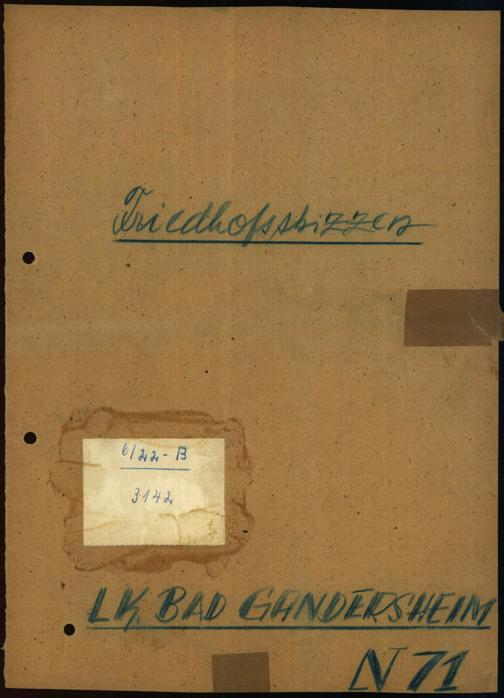 Friedhofsskizzen
6/22-B
3142
LK, BAD GANDERSHEIM
N 71